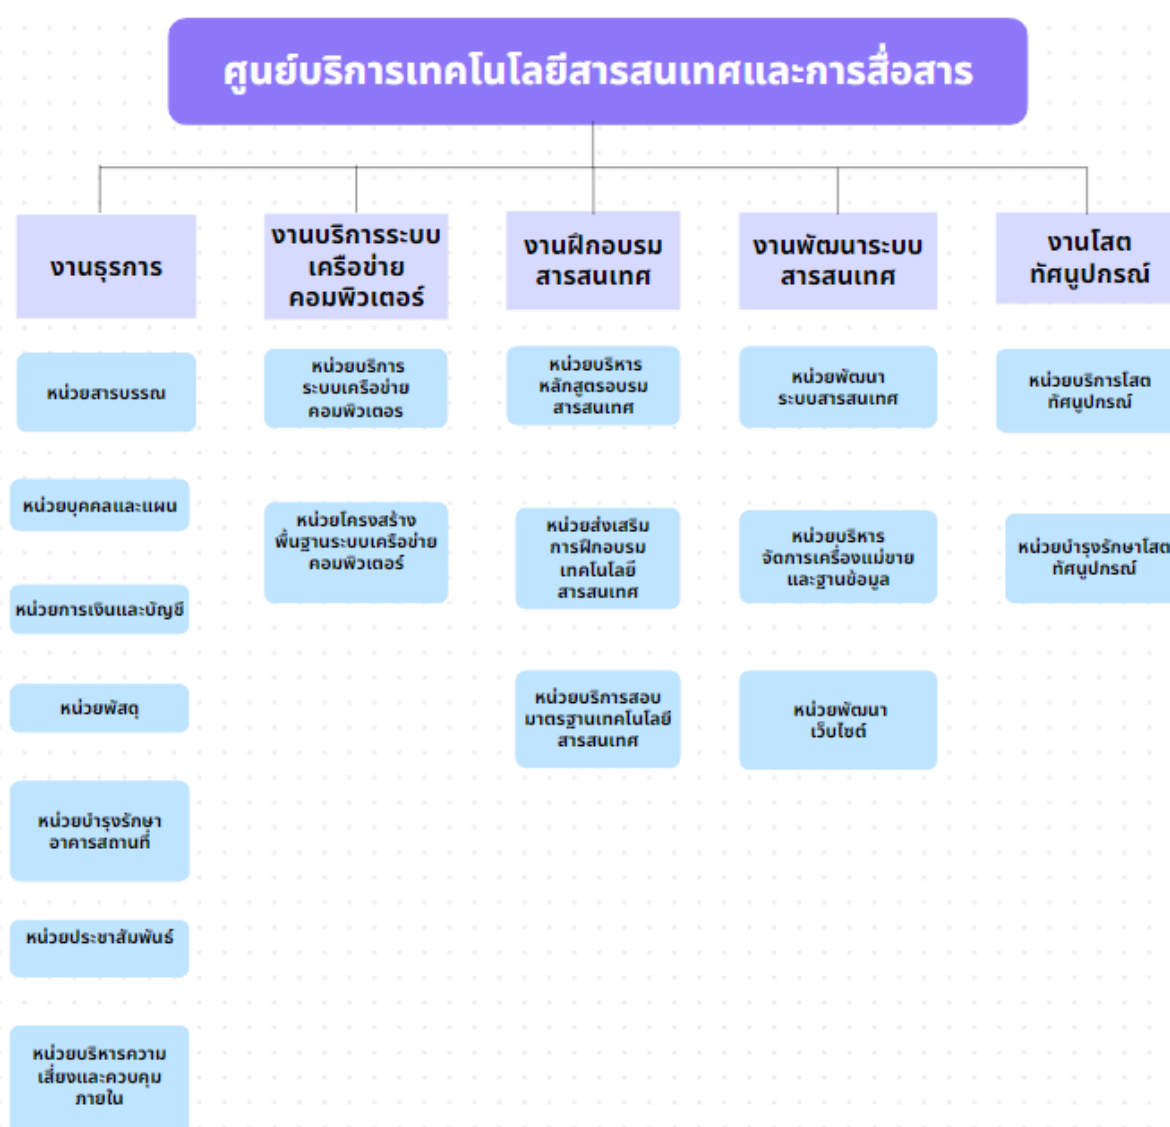 ศูนย์บริการเทคโนโลยีสารสนเทศและการสื่อสาร
งานธุรการ
หน่วยสารบรรณ
หน่วยบุคคลและแผน
หน่วยการเงินและบัญชี
หน่วยพัสดุ
หน่วยบำรุงรักษา
อาคารสถานที่
หน่วยประชาสัมพันธ์
หน่วยบริหารความ
เสี่ยงและควบคุม
ภายใน
งานบริการระบบ
เครือข่าย
คอมพิวเตอร์
หน่วยบริการ
ระบบเครือข่าย
คอมพิวเตอร
หน่วยโครงสร้าง
พื้นฐานระบบเครือข่าย
คอมพิวเตอร์
งานฝึกอบรม
สารสนเทศ
หน่วยบริหาร
หลักสูตรอบรม
สารสนเทศ
หน่วยส่งเสริม
การฝึกอบรม
เทคโนโลยี
สารสนเทศ
หน่วยบริการสอบ
มาตรฐานเทคโนโลยี
สารสนเทศ
งานพัฒนาระบบ
สารสนเทศ
หน่วยพัฒนา
ระบบสารสนเทศ
หน่วยบริหาร
จัดการเครื่องแม่ขาย
และฐานข้อมูล
หน่วยพัฒนา
เว็บไซต์
งานโสต
ทัศนูปกรณ์
หน่วยบริการโสต
ทัศนูปกรณ์
หน่วยบำรุงรักษาโสต
ทัศนูปกรณ์